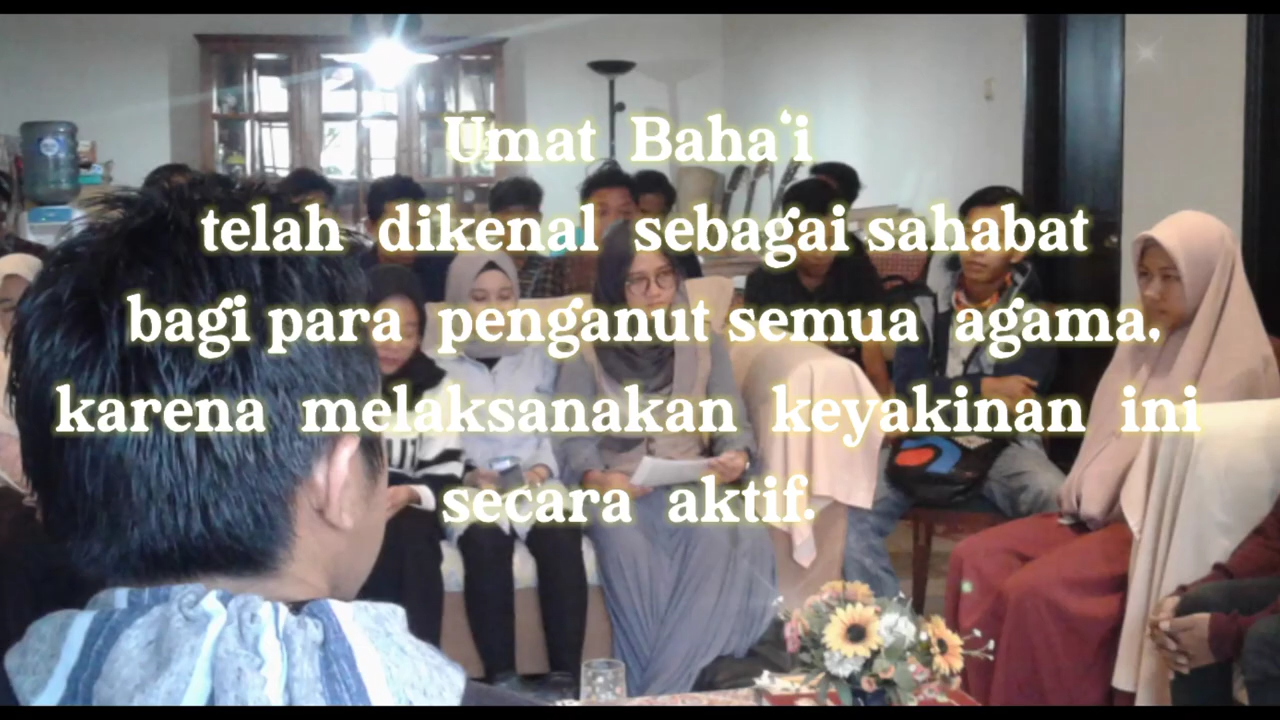 Umat Baha‘i
telah dikenal sebagai sahabat
bagi para penganut semua agama,
karena melaksanakan keyakinan ini
secara aktif.